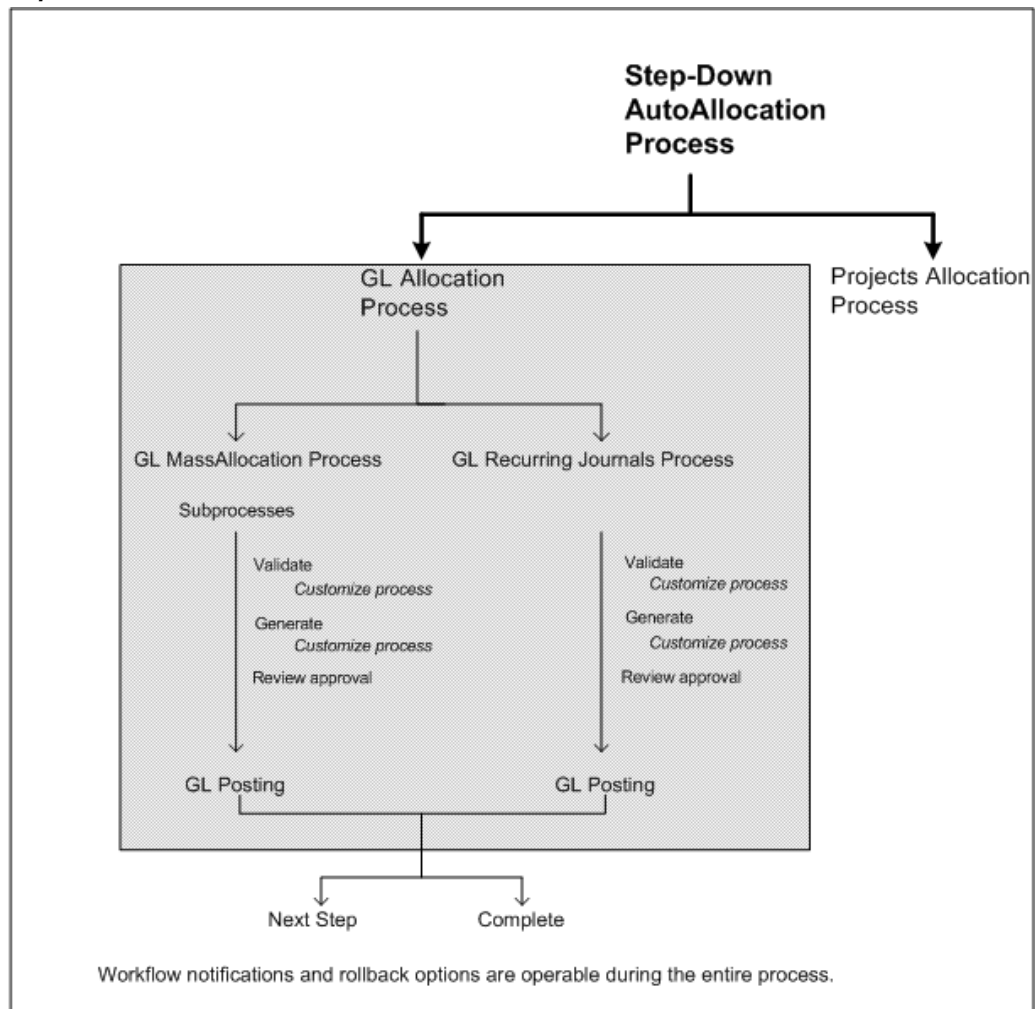 Step-Down
AutoAllocation
Process
GL Allocation
Process
Projects Allocation
Process
GL MassAllocation Process
GL Recurring Journals Process
Subprocesses
Validate
Customize process
Generate
Customize process
Review approval
Validate
Customize process
Generate
Customize process
Review approval
GL Posting
GL Posting
Next Step
Complete
Workflow notifications and rollback options are operable during the entire process.